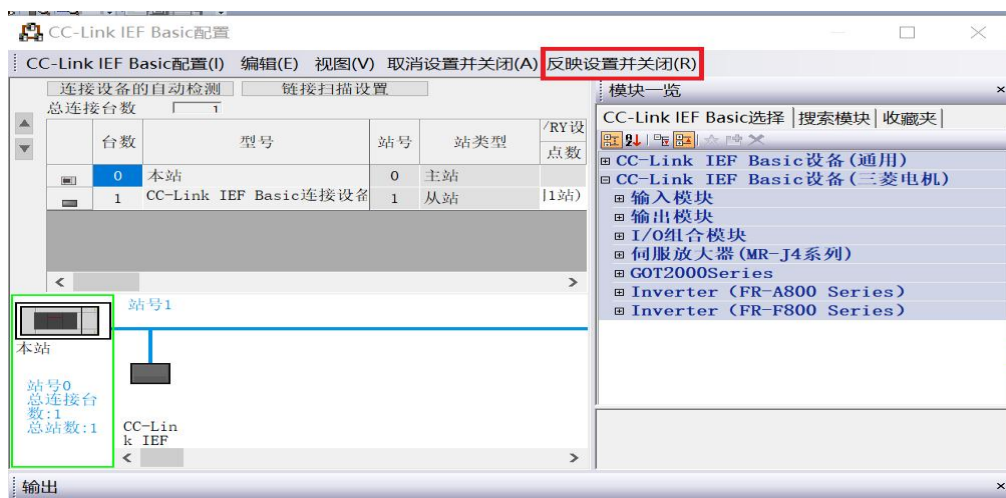 CC-Link IEF Basic配置
CC-Link IEF Basic配置(I) 编辑(E) 视图(V) 取消设置并关闭(A) 反映设置并关闭(R)
连接设备的自动检测 链接扫描设置
总连接台数 1
台数 型号 站号 站类型 /RY设
点数
0 本站 0 主站
1 CC-Link IEF Basic连接设备 1 从站 1站)
站号1
本站
站号0
总连接台
数:1
总站数:1
CC-Lin
k IEF
模块一览
CC-Link IEF Basic选择 搜索模块 收藏夹
CC-Link IEF Basic设备(通用)
CC-Link IEF Basic设备(三菱电机)
输入模块
输出模块
I/O组合模块
伺服放大器(MR-J4系列)
GOT2000Series
Inverter (FR-A800 Series)
Inverter (FR-F800 Series)
输出